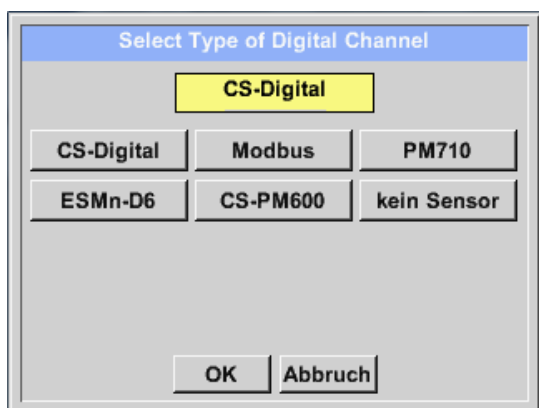 Select Type of Digital Channel
CS-Digital
CS-Digital Modbus PM710
ESMn-D6 CS-PM600 kein Sensor
OK Abbruch